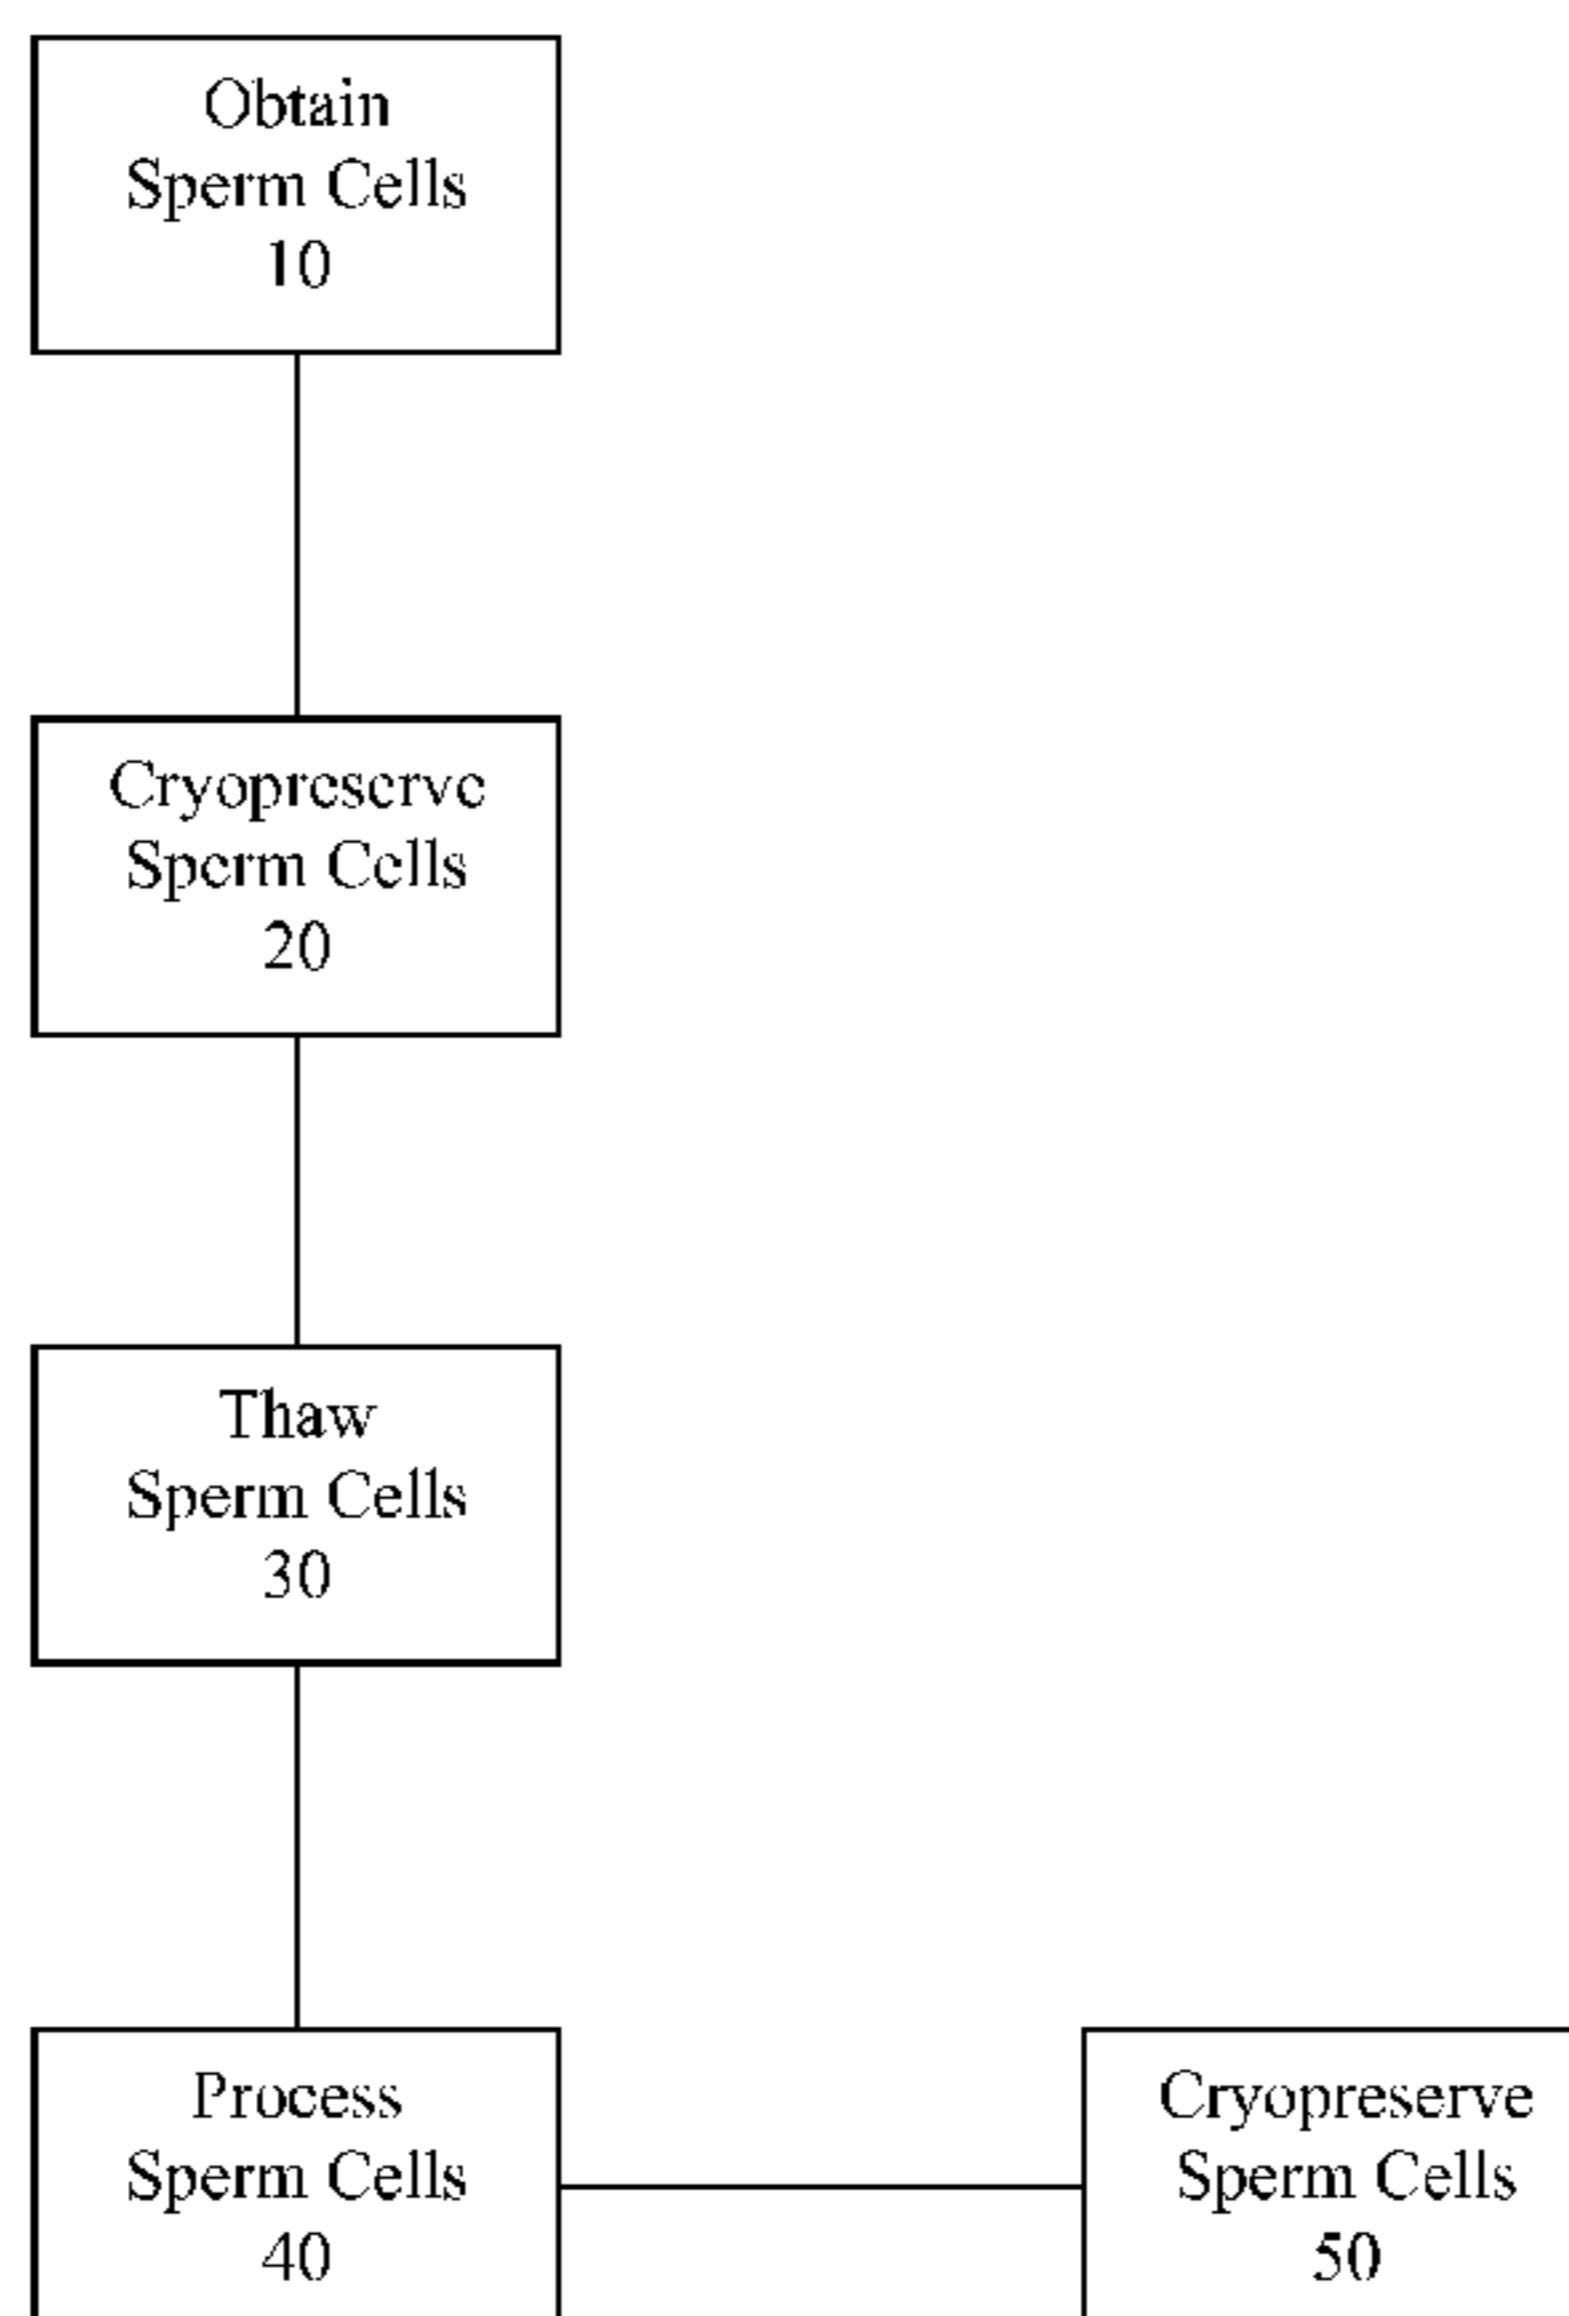 Obtain
Sperm Cells
10
Cryopreserve
Sperm Cells
20
Thaw
Sperm Cells
30
Process
Sperm Cells
40
Cryopreserve
Sperm Cells
50